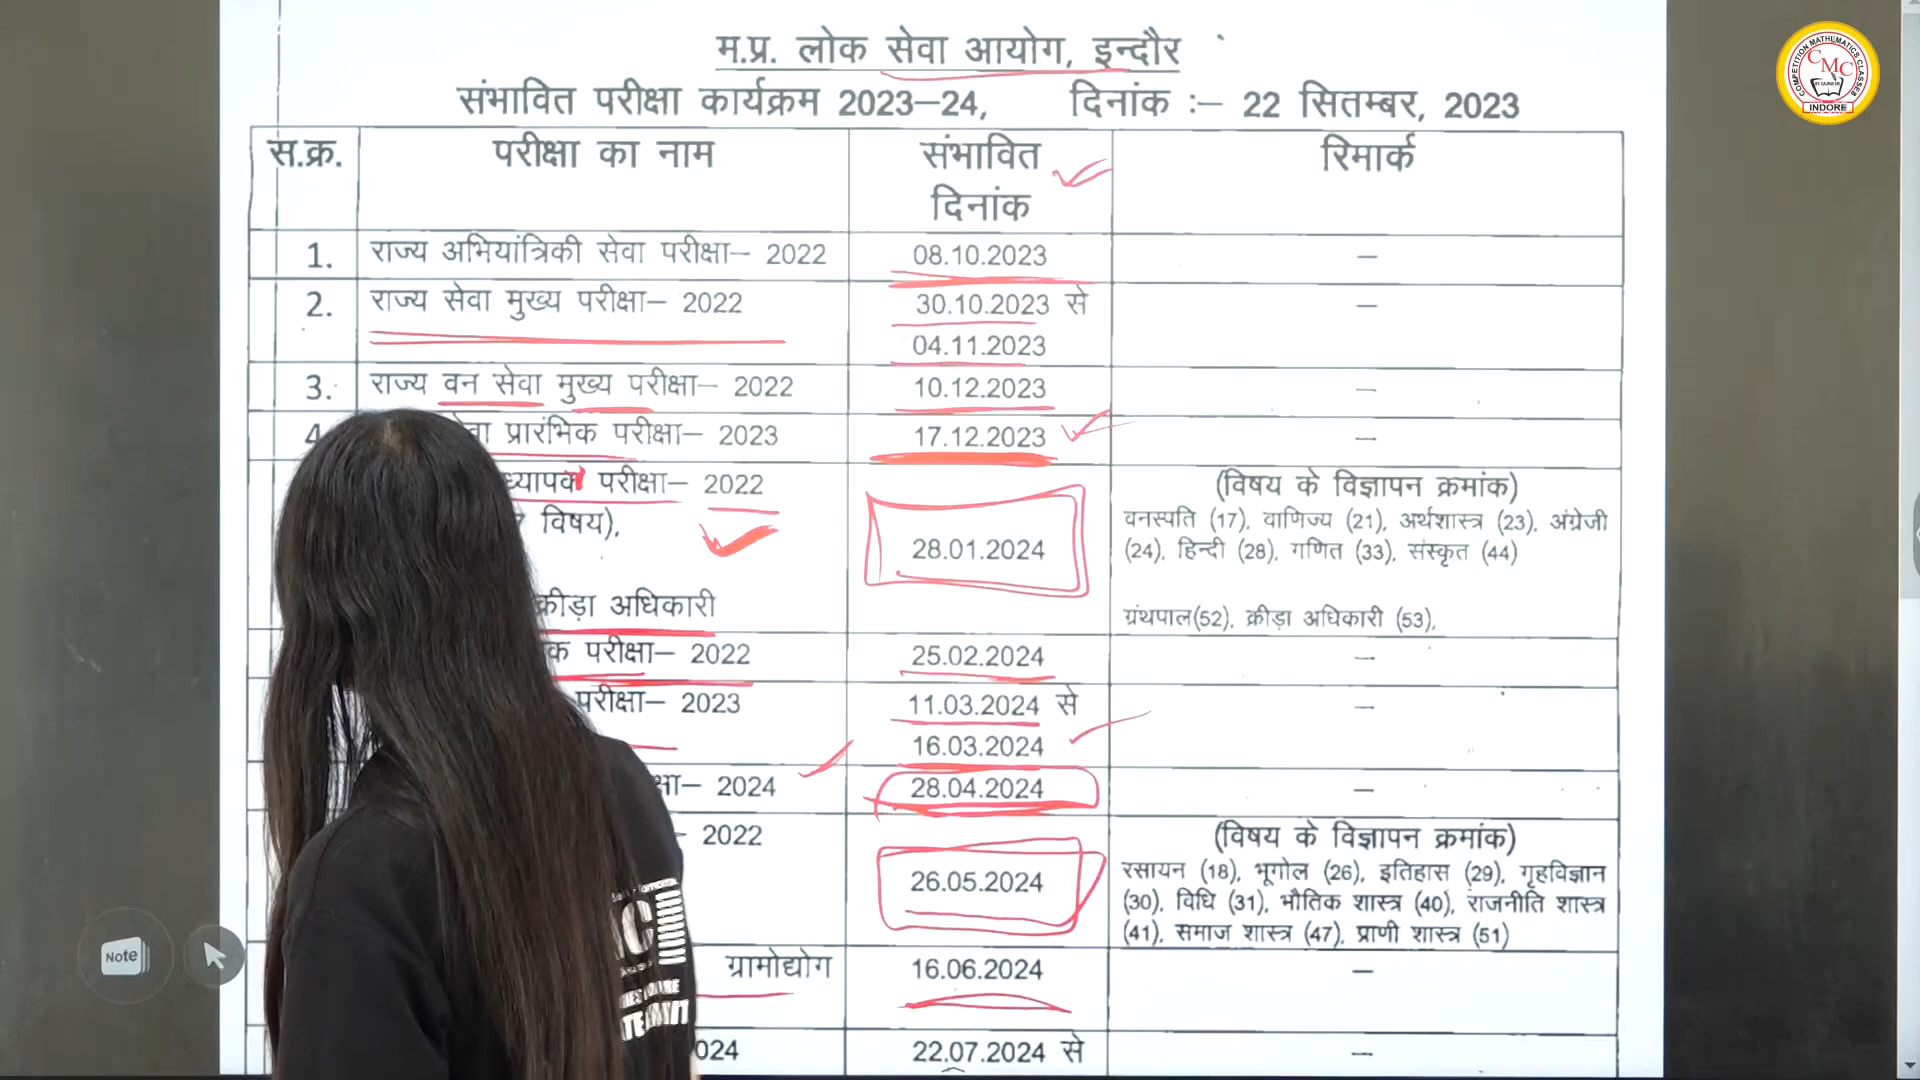 म.प्र. लोक सेवा आयोग, इन्दौर
संभावित परीक्षा कार्यक्रम 2023–24, दिनांक :– 22 सितम्बर, 2023
स.क्र. परीक्षा का नाम संभावित दिनांक रिमार्क
1. राज्य अभियांत्रिकी सेवा परीक्षा– 2022 08.10.2023 –
2. राज्य सेवा मुख्य परीक्षा– 2022 30.10.2023 से –
04.11.2023
3. राज्य वन सेवा मुख्य परीक्षा– 2022 10.12.2023 –
4 प्रारंभिक परीक्षा– 2023 17.12.2023 –
परीक्षा– 2022 (विषय के विज्ञापन क्रमांक)
विषय), 28.01.2024 वनस्पति (17), वाणिज्य (21), अर्थशास्त्र (23), अंग्रेजी
(24), हिन्दी (28), गणित (33), संस्कृत (44)
क्रीड़ा अधिकारी ग्रंथपाल(52), क्रीड़ा अधिकारी (53),
परीक्षा– 2022 25.02.2024 –
परीक्षा– 2023 11.03.2024 से –
16.03.2024
– 2024 28.04.2024 –
2022 (विषय के विज्ञापन क्रमांक)
26.05.2024 रसायन (18), भूगोल (26), इतिहास (29), गृहविज्ञान
(30), विधि (31), भौतिक शास्त्र (40), राजनीति शास्त्र
(41), समाज शास्त्र (47), प्राणी शास्त्र (51)
ग्रामोद्योग 16.06.2024 –
024 22.07.2024 से –
Note
COMPETITION MATHEMATICS CLASSES
CMC
INDORE